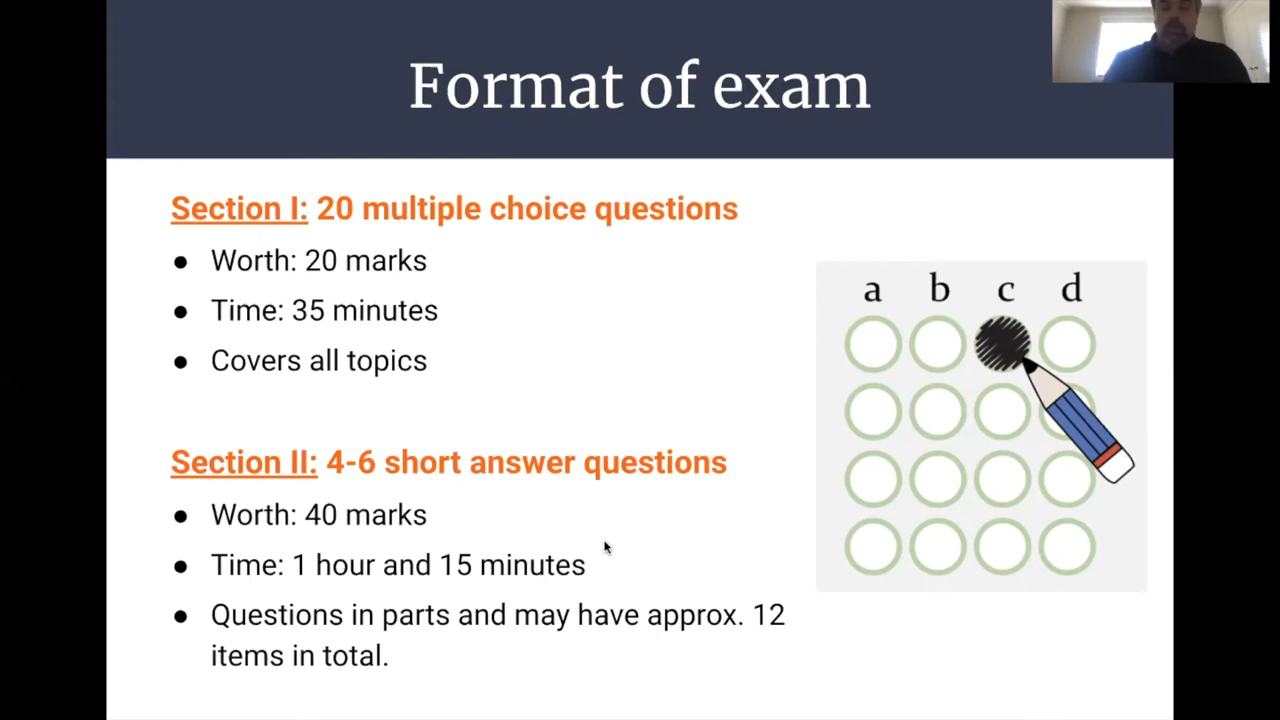 Format of exam
Section I: 20 multiple choice questions
● Worth: 20 marks
● Time: 35 minutes
● Covers all topics
Section II: 4-6 short answer questions
● Worth: 40 marks
● Time: 1 hour and 15 minutes
● Questions in parts and may have approx. 12
items in total.
a b c d